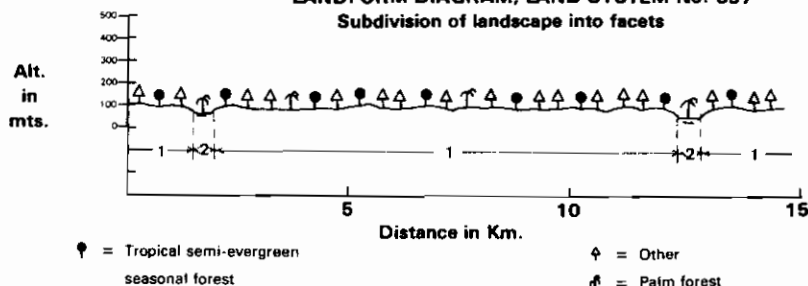 LANDFORM DIAGRAM, LAND SYSTEM No.
Subdivision of landscape into facets
Alt.
in
mts.
500
400
300
200
100
0
1 2 1 2 1
5 10 15
Distance in Km.
= Tropical semi-evergreen
seasonal forest
= Other
= Palm forest